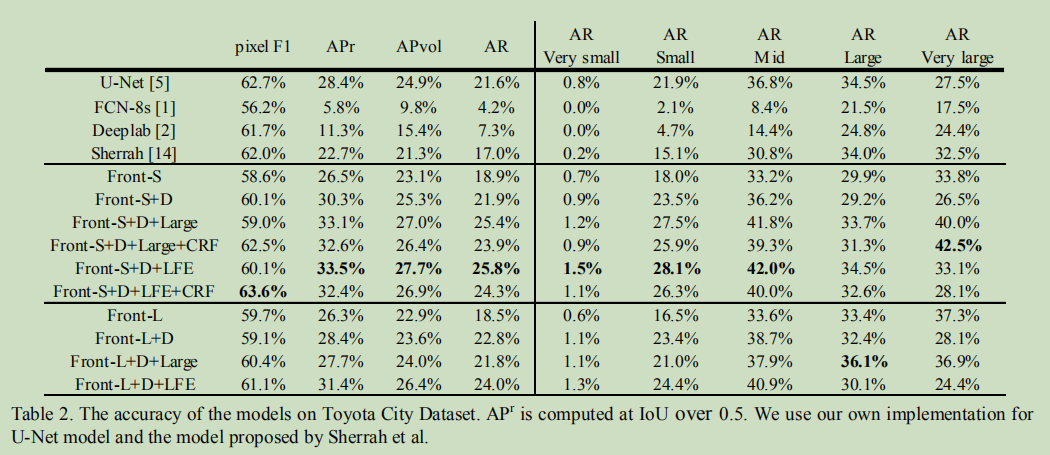 pixel F1 APr APvol AR AR Very small AR Small AR Mid AR Large AR Very large
U-Net [5] 62.7% 28.4% 24.9% 21.6% 0.8% 21.9% 36.8% 34.5% 27.5%
FCN-8s [1] 56.2% 5.8% 9.8% 4.2% 0.0% 2.1% 8.4% 21.5% 17.5%
Deeplab [2] 61.7% 11.3% 15.4% 7.3% 0.0% 4.7% 14.4% 24.8% 24.4%
Sherrah [14] 62.0% 22.7% 21.3% 17.0% 0.2% 15.1% 30.8% 34.0% 32.5%
Front-S 58.6% 26.5% 23.1% 18.9% 0.7% 18.0% 33.2% 29.9% 33.8%
Front-S+D 60.1% 30.3% 25.3% 21.9% 0.9% 23.5% 36.2% 29.2% 26.5%
Front-S+D+Large 59.0% 33.1% 27.0% 25.4% 1.2% 27.5% 41.8% 33.7% 40.0%
Front-S+D+Large+CRF 62.5% 32.6% 26.4% 23.9% 0.9% 25.9% 39.3% 31.3% 42.5%
Front-S+D+LFE 60.1% 33.5% 27.7% 25.8% 1.5% 28.1% 42.0% 34.5% 33.1%
Front-S+D+LFE+CRF 63.6% 32.4% 26.9% 24.3% 1.1% 26.3% 40.0% 32.6% 28.1%
Front-L 59.7% 26.3% 22.9% 18.5% 0.6% 16.5% 33.6% 33.4% 37.3%
Front-L+D 59.1% 28.4% 23.6% 22.8% 1.1% 23.4% 38.7% 32.4% 28.1%
Front-L+D+Large 60.4% 27.7% 24.0% 21.8% 1.1% 21.0% 37.9% 36.1% 36.9%
Front-L+D+LFE 61.1% 31.4% 26.4% 24.0% 1.3% 24.4% 40.9% 30.1% 24.4%
Table 2. The accuracy of the models on Toyota City Dataset. APr is computed at IoU over 0.5. We use our own implementation for
U-Net model and the model proposed by Sherrah et al.